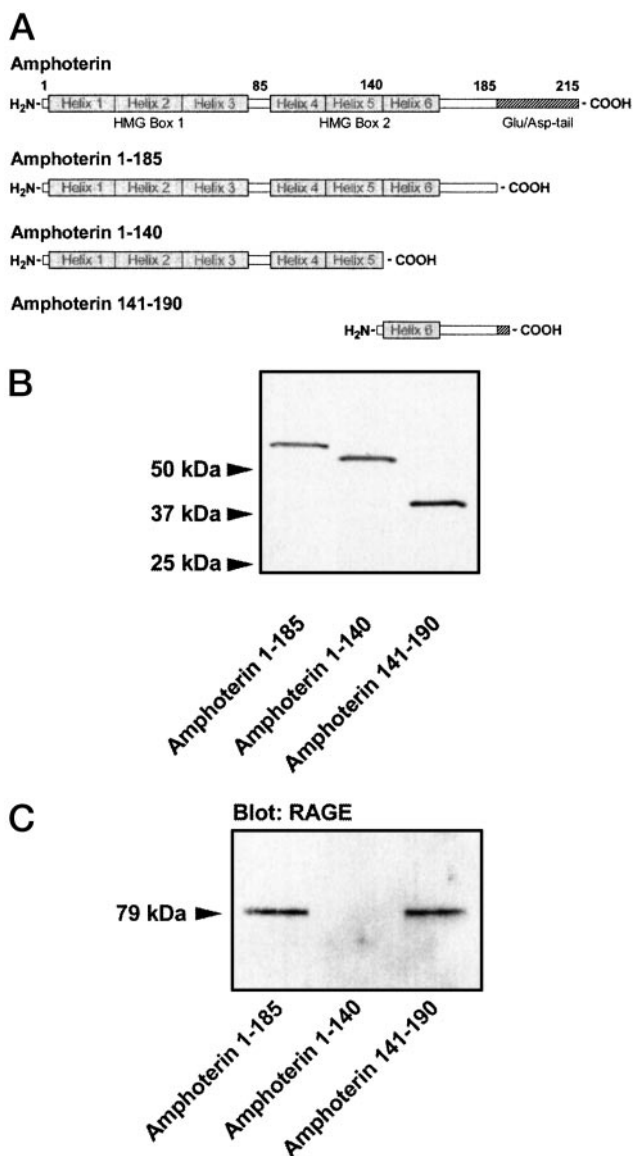 A
Amphoterin
1 85 140 185 215
H₂N- Helix 1 Helix 2 Helix 3 Helix 4 Helix 5 Helix 6 - COOH
HMG Box 1 HMG Box 2 Glu/Asp-tail
Amphoterin 1-185
H₂N- Helix 1 Helix 2 Helix 3 Helix 4 Helix 5 Helix 6 - COOH
Amphoterin 1-140
H₂N- Helix 1 Helix 2 Helix 3 Helix 4 Helix 5 - COOH
Amphoterin 141-190
H₂N- Helix 6 - COOH
B
50 kDa
37 kDa
25 kDa
Amphoterin 1-185
Amphoterin 1-140
Amphoterin 141-190
C
Blot: RAGE
79 kDa
Amphoterin 1-185
Amphoterin 1-140
Amphoterin 141-190